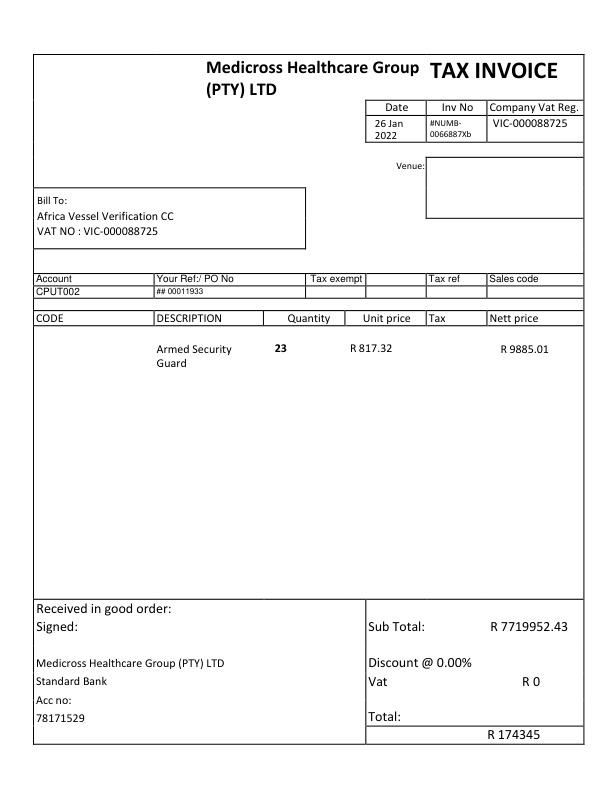 Medicross Healthcare Group (PTY) LTD
TAX INVOICE
Date Inv No Company Vat Reg.
26 Jan 2022 #NUMB-0066887Xb VIC-000088725
Venue:
Bill To:
Africa Vessel Verification CC
VAT NO : VIC-000088725
Account Your Ref:/ PO No Tax exempt Tax ref Sales code
CPUT002 ## 00011933
CODE DESCRIPTION Quantity Unit price Tax Nett price
Armed Security Guard 23 R 817.32 R 9885.01
Received in good order:
Signed:
Sub Total: R 7719952.43
Medicross Healthcare Group (PTY) LTD
Discount @ 0.00%
Standard Bank
Vat R 0
Acc no:
78171529
Total:
R 174345